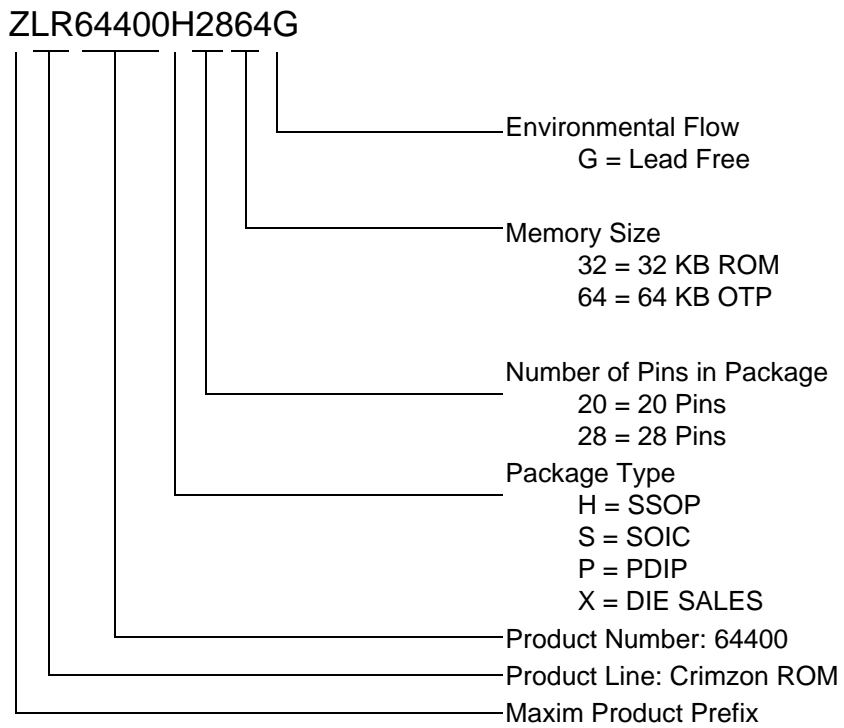 ZLR64400H2864G
Environmental Flow
G = Lead Free
Memory Size
32 = 32 KB ROM
64 = 64 KB OTP
Number of Pins in Package
20 = 20 Pins
28 = 28 Pins
Package Type
H = SSOP
S = SOIC
P = PDIP
X = DIE SALES
Product Number: 64400
Product Line: Crimzon ROM
Maxim Product Prefix